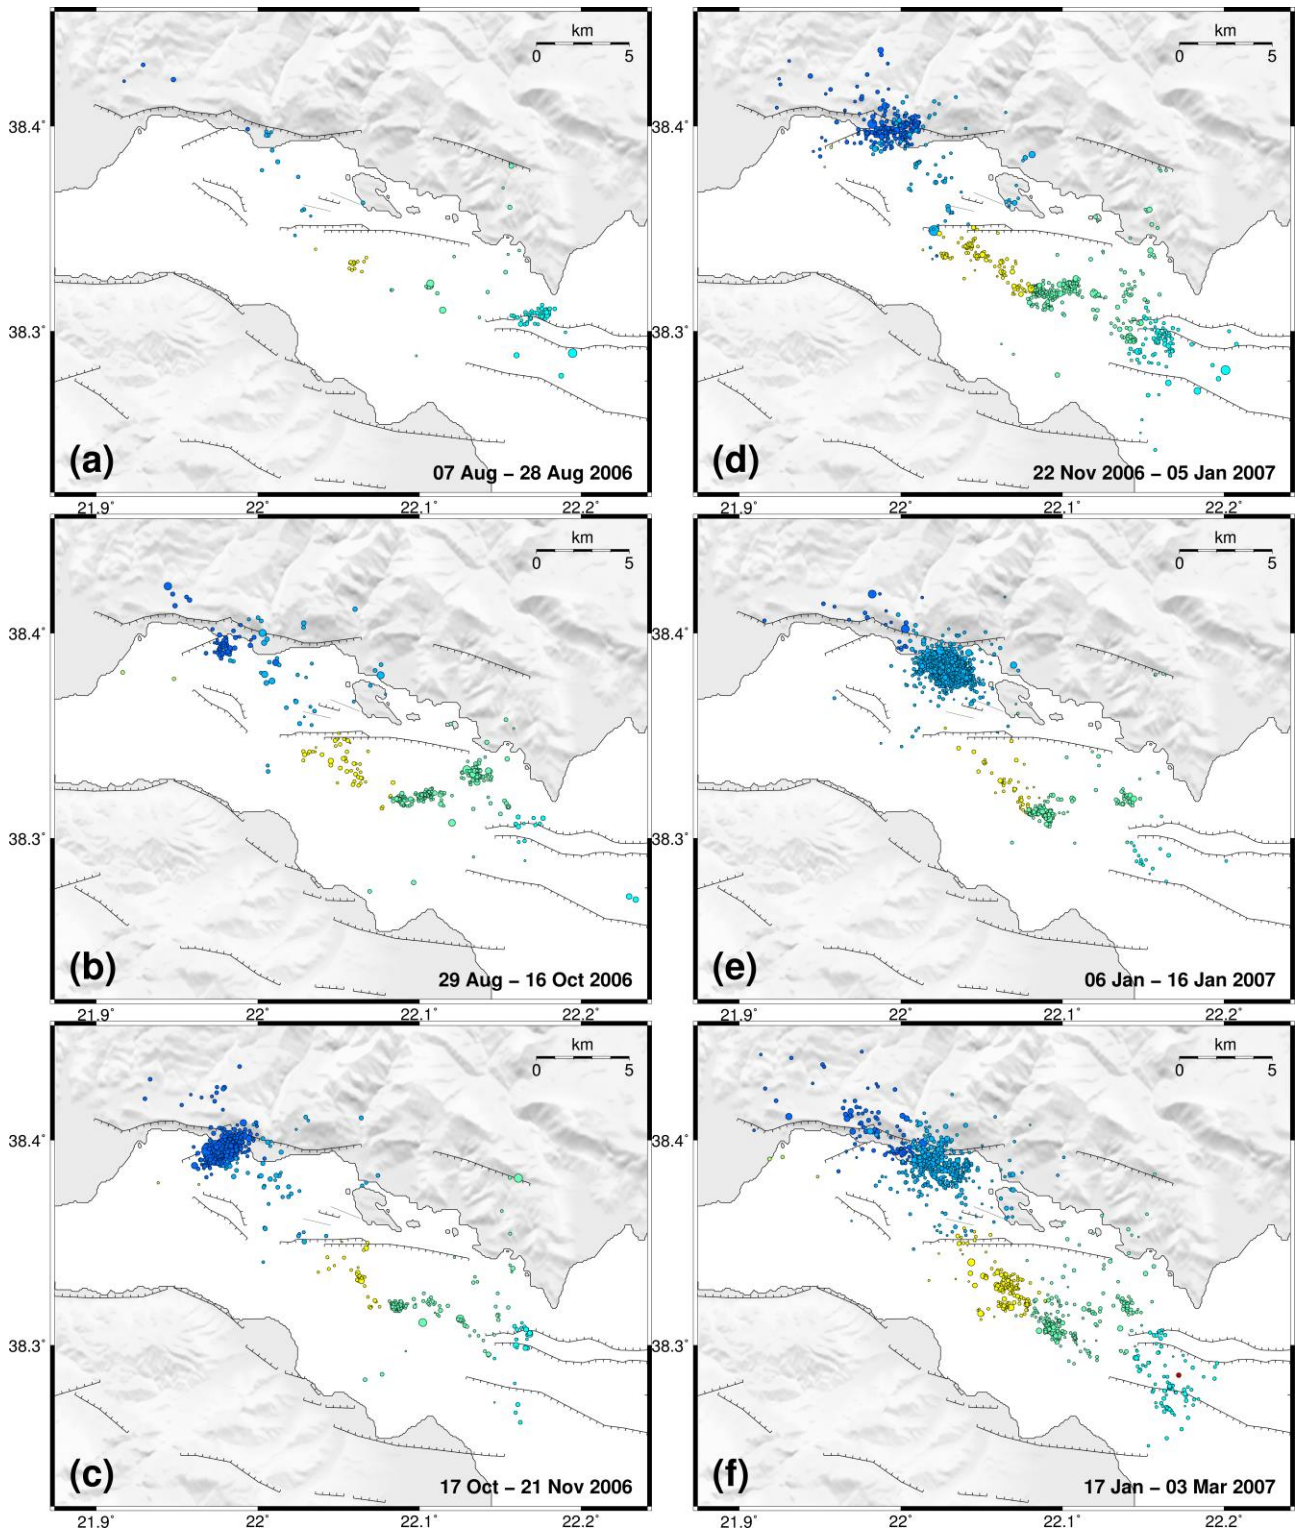 km
0 5
38.4°
38.3°
(a)
07 Aug – 28 Aug 2006
21.9° 22° 22.1° 22.2°
km
0 5
38.4°
38.3°
(d)
22 Nov 2006 – 05 Jan 2007
21.9° 22° 22.1° 22.2°
km
0 5
38.4°
38.3°
(b)
29 Aug – 16 Oct 2006
21.9° 22° 22.1° 22.2°
km
0 5
38.4°
38.3°
(e)
06 Jan – 16 Jan 2007
21.9° 22° 22.1° 22.2°
km
0 5
38.4°
38.3°
(c)
17 Oct – 21 Nov 2006
21.9° 22° 22.1° 22.2°
km
0 5
38.4°
38.3°
(f)
17 Jan – 03 Mar 2007
21.9° 22° 22.1° 22.2°